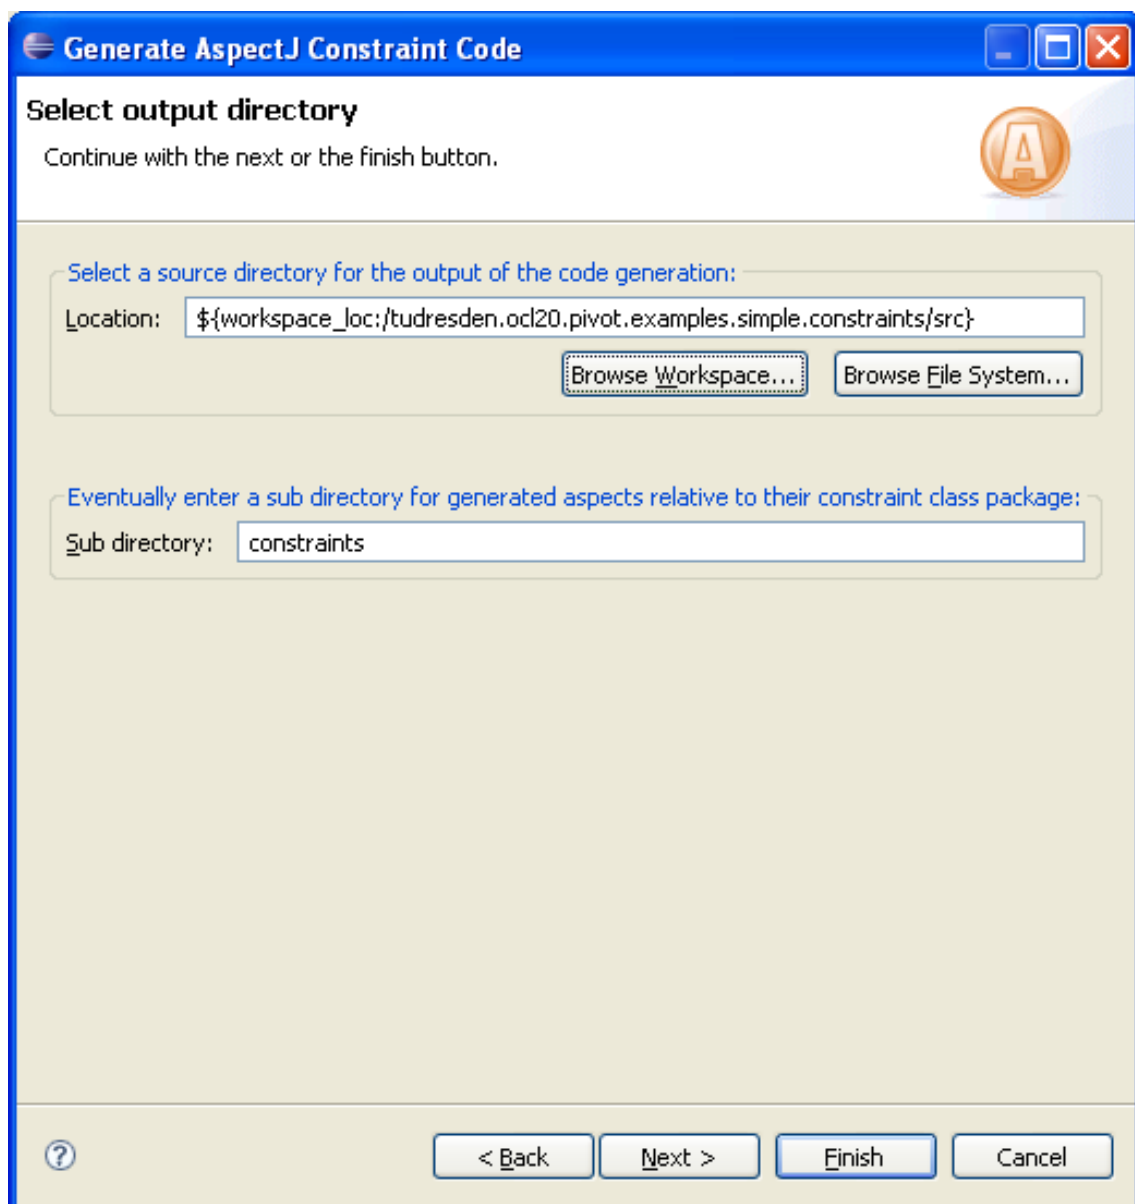 Generate AspectJ Constraint Code
Select output directory
Continue with the next or the finish button.
A
Select a source directory for the output of the code generation:
Location: ${workspace_loc:/tudresden.ocl20.pivot.examples.simple.constraints/src}
Browse Workspace... Browse File System...
Eventually enter a sub directory for generated aspects relative to their constraint class package:
Sub directory: constraints
? < Back Next > Finish Cancel